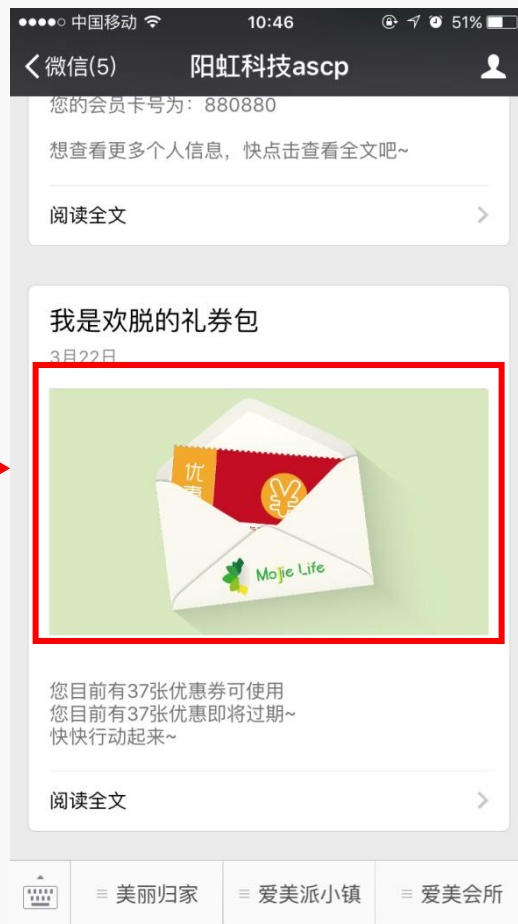 中国移动 10:46 51%
微信(5) 阳虹科技ascp
您的会员卡号为：880880
想查看更多个人信息，快点击查看全文吧~
阅读全文
我是欢脱的礼券包
3月22日
优惠
Mojie Life
您目前有37张优惠券可使用
您目前有37张优惠即将过期~
快快行动起来~
阅读全文
美丽归家 爱美派小镇 爱美会所